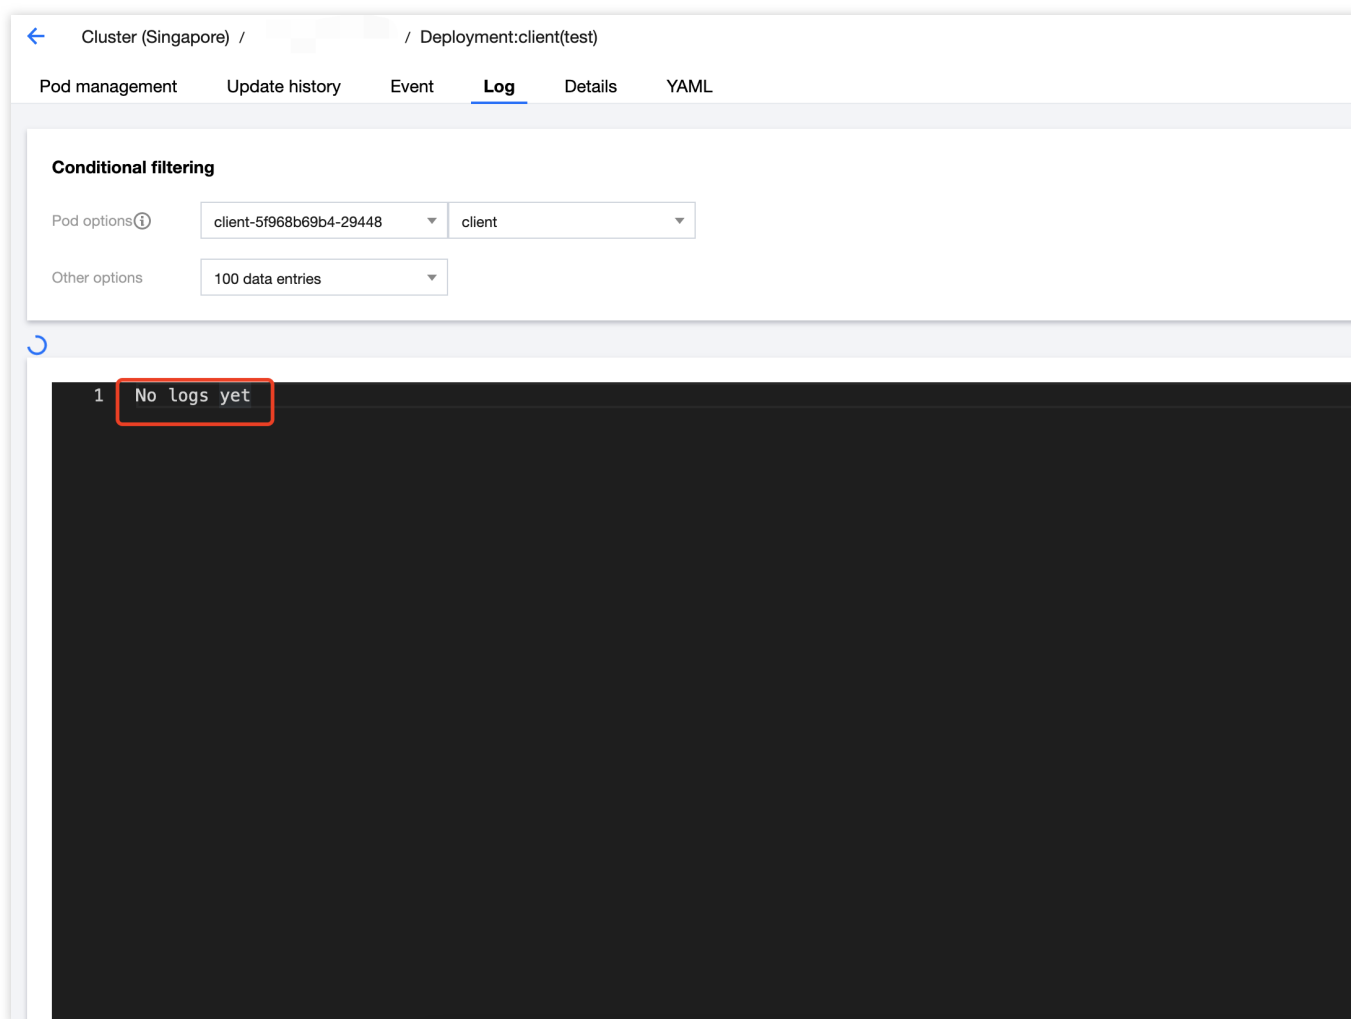 Cluster (Singapore) / / Deployment:client(test)
Pod management Update history Event Log Details YAML
Conditional filtering
Pod options client-5f968b69b4-29448 client
Other options 100 data entries
1 No logs yet